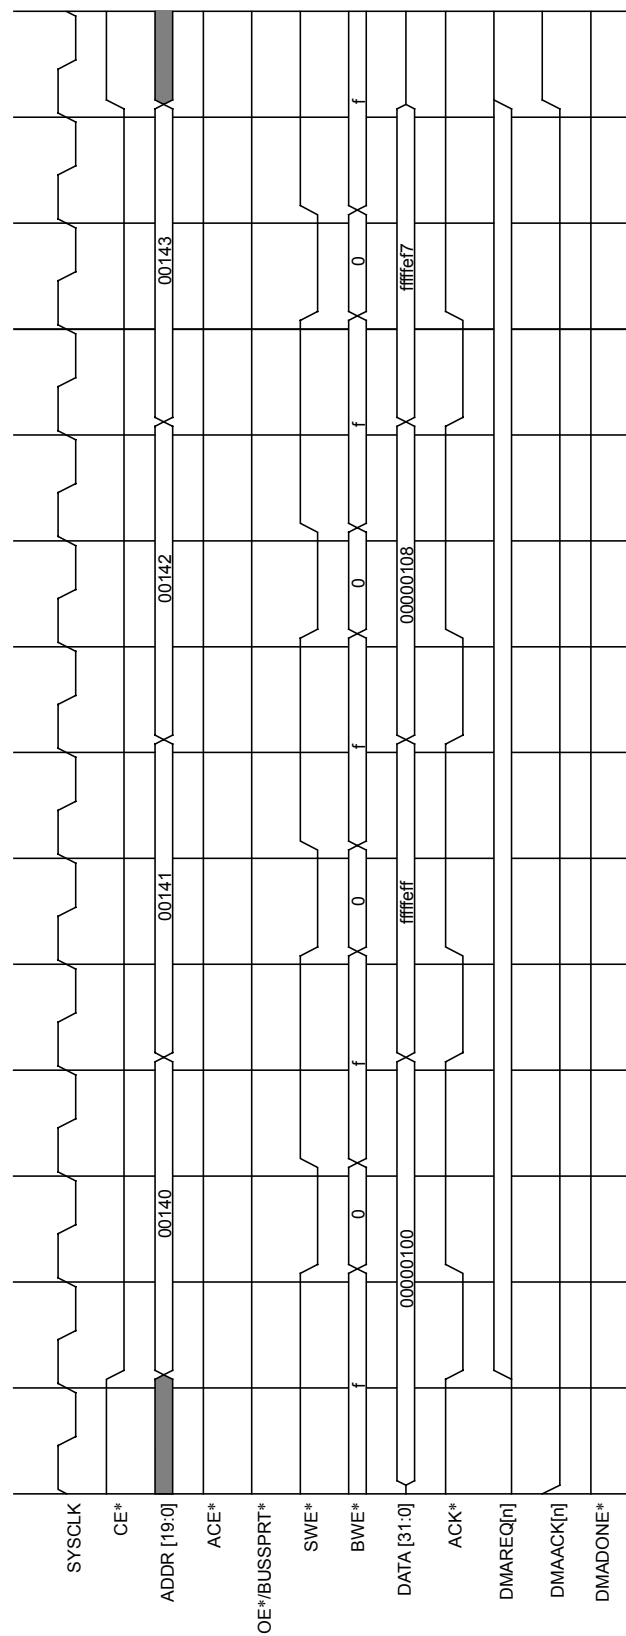 SYSCLK
CE*
ADDR [19:0] 00140 00141 00142 00143
ACE*
OE*/BUSSPRT*
SWE*
BWE* f 0 f 0 f 0 f 0 f
DATA [31:0] 00000100 fffffeff 00000108 fffffef7
ACK*
DMAREQ[n]
DMAACK[n]
DMADONE*